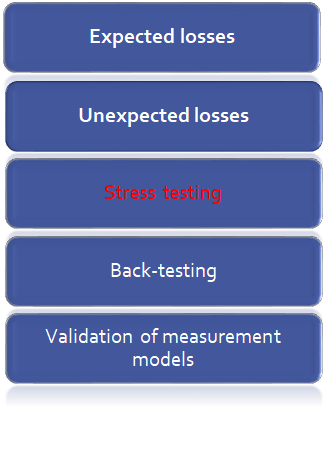 Expected losses
Unexpected losses
Stress testing
Back-testing
Validation of measurement
models